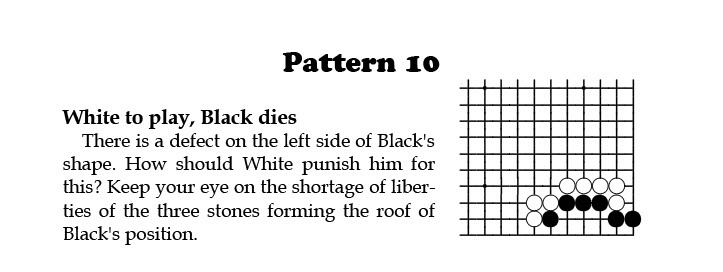 Pattern 10
White to play, Black dies
There is a defect on the left side of Black's
shape. How should White punish him for
this? Keep your eye on the shortage of liber-
ties of the three stones forming the roof of
Black's position.